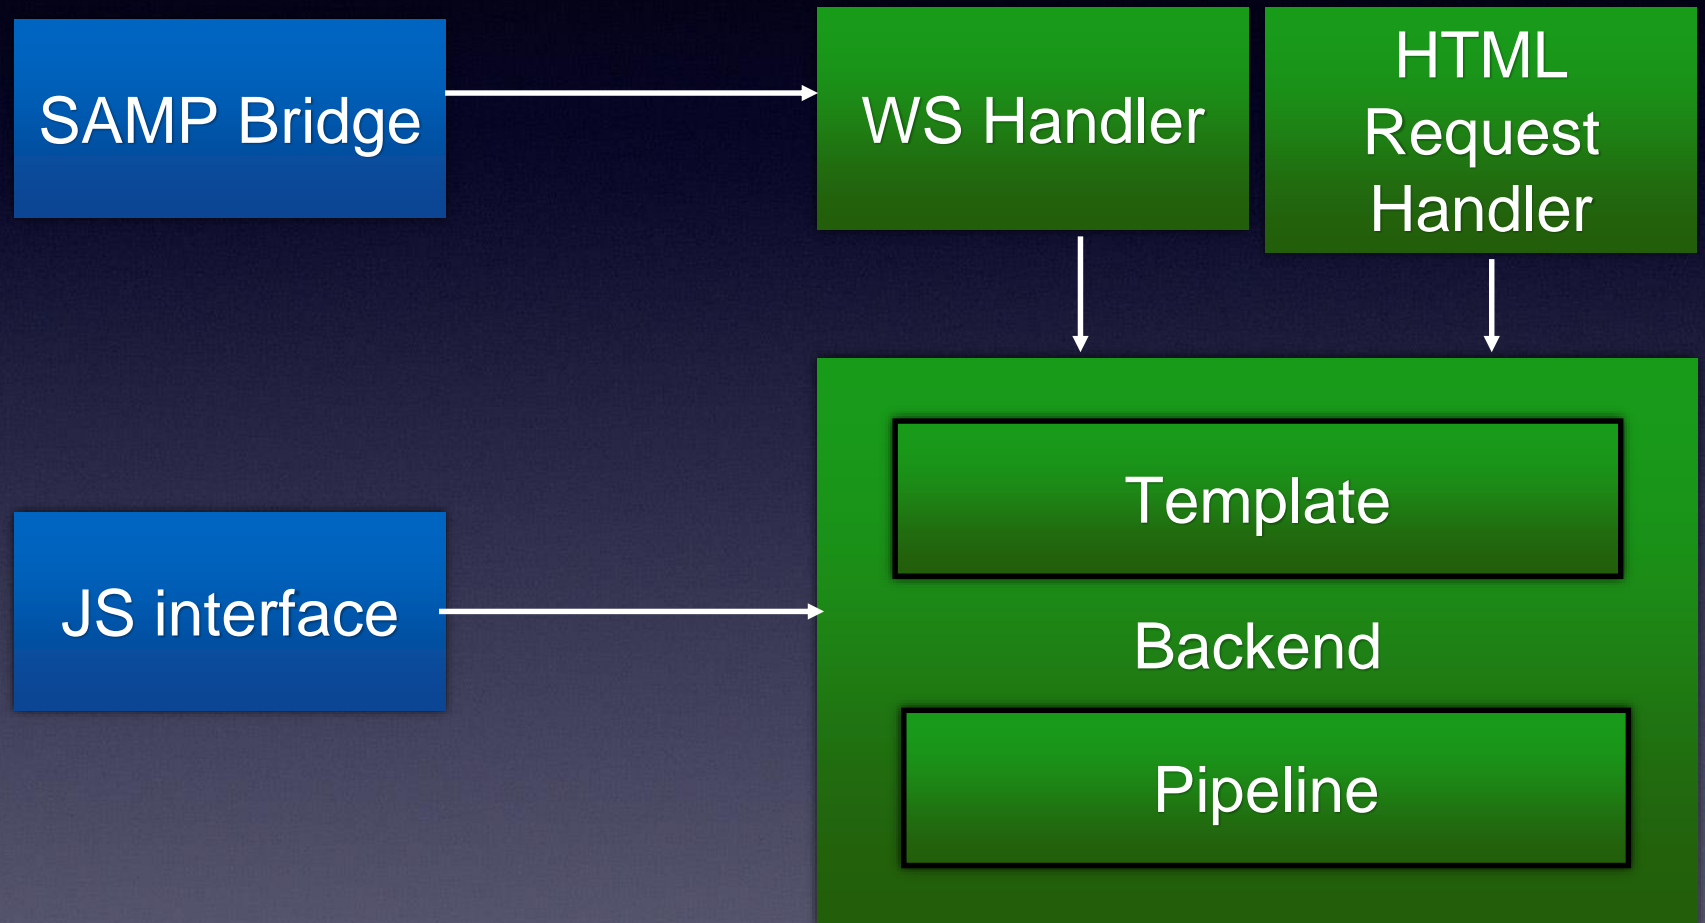 SAMP Bridge
WS Handler
HTML
Request
Handler
Template
JS interface
Backend
Pipeline